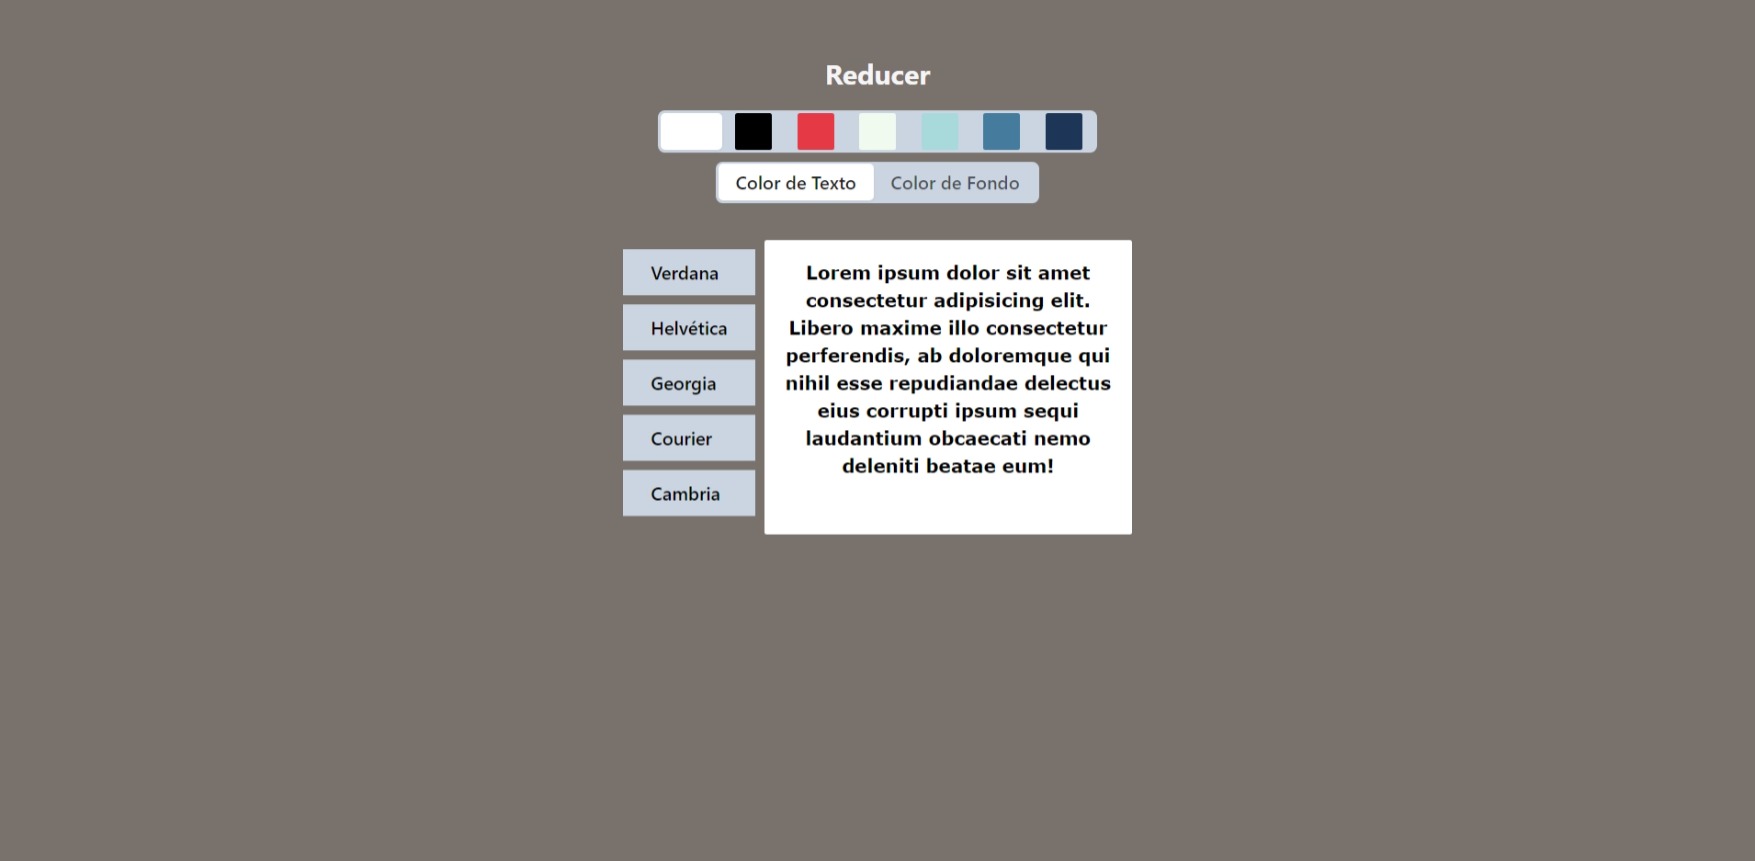 Reducer
Color de Texto
Color de Fondo
Verdana
Helvética
Georgia
Courier
Cambria
Lorem ipsum dolor sit amet
consectetur adipisicing elit.
Libero maxime illo consectetur
perferendis, ab doloremque qui
nihil esse repudiandae delectus
eius corrupti ipsum sequi
laudantium obcaecati nemo
deleniti beatae eum!